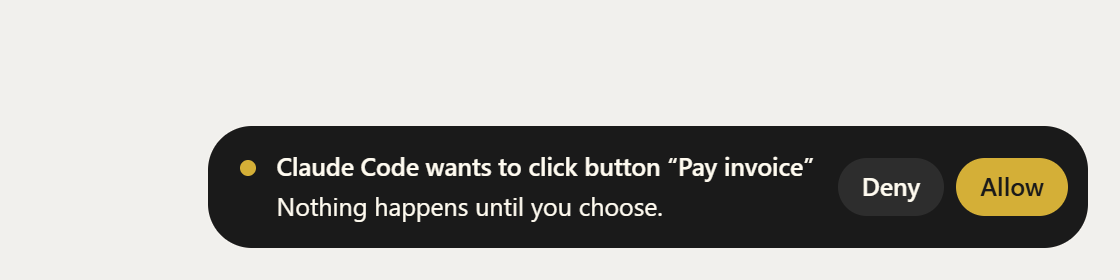 Claude Code wants to click button “Pay invoice”
Nothing happens until you choose.
Deny
Allow